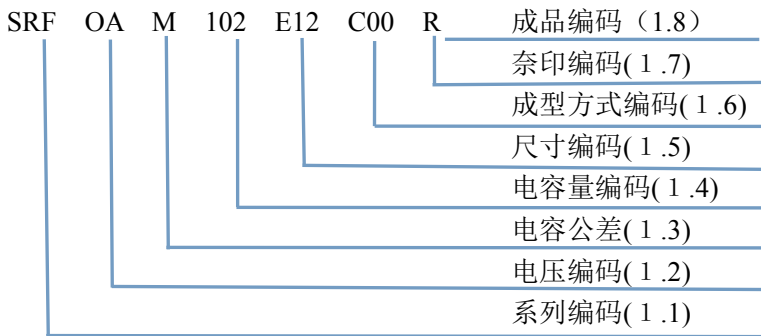 SRF OA M 102 E12 C00 R 成品编码（1.8）
奈印编码(１.7)
成型方式编码(１.6)
尺寸编码(１.5)
电容量编码(１.4)
电容公差(１.3)
电压编码(１.2)
系列编码(１.1)